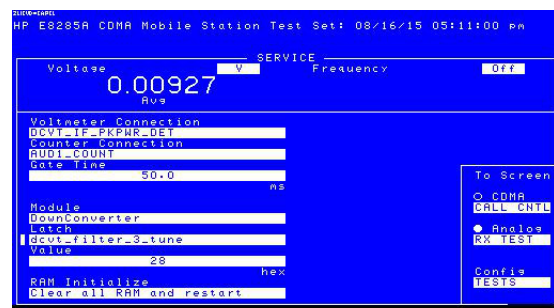 HP E8285A CDMA Mobile Station Test Set: 08/16/15 05:11:00 pm
SERVICE
Voltage V Frequency Off
0.00927
Avg
Voltmeter Connection
DCVT_IF_PKPWR_DET
Counter Connection
AUD1_COUNT
Gate Time
50.0
ms
Module
DownConverter
Latch
dcvt_filter_3_tune
Value
28
hex
RAM Initialize
Clear all RAM and restart
To Screen
CDMA
CALL CNTL
Analog
RX TEST
Config
TESTS